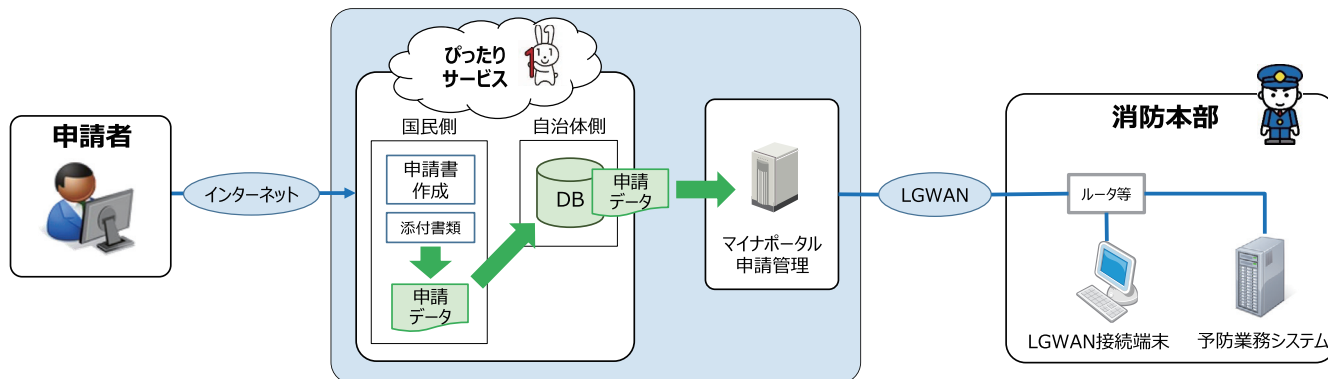 申請者
インターネット
ぴったり
サービス
1
国民側
申請書
作成
添付書類
申請
データ
自治体側
DB
申請
データ
マイナポータル
申請管理
LGWAN
消防本部
ルータ等
LGWAN接続端末
予防業務システム